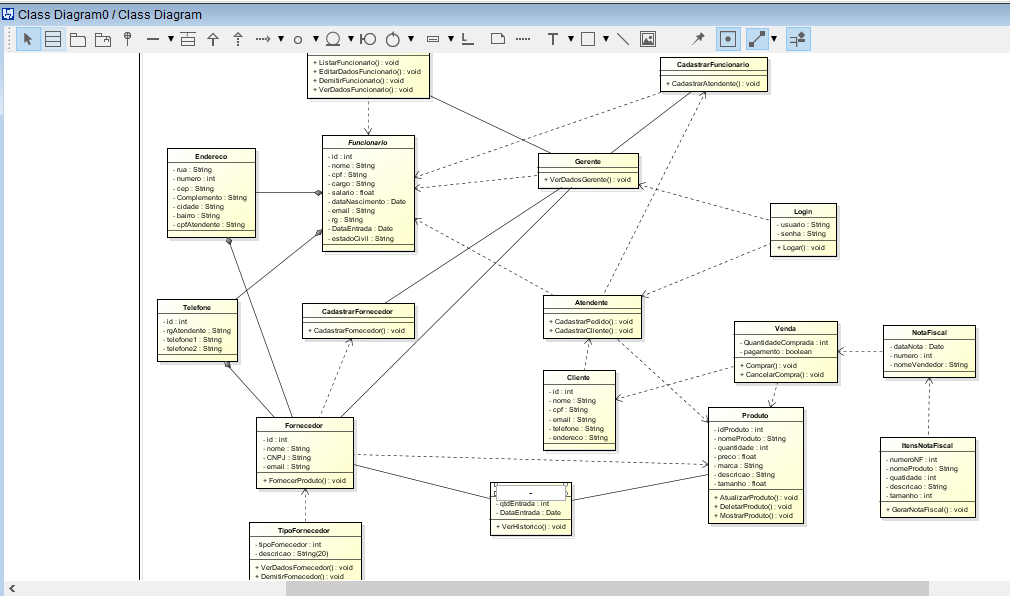 Class Diagram0 / Class Diagram
+ ListarFuncionario() : void
+ EditarDadosFuncionario() : void
+ DemitirFuncionario() : void
+ VerDadosFuncionario() : void
CadastrarFuncionario
+ CadastrarAtendente() : void
Funcionario
- id : int
- nome : String
- cpf : String
- cargo : String
- salario : float
- dataNascimento : Date
- email : String
- rg : String
- DataEntrada : Date
- estadoCivil : String
Endereco
- rua : String
- numero : int
- cep : String
- Complemento : String
- cidade : String
- bairro : String
- cpfAtendente : String
Gerente
+ VerDadosGerente() : void
Login
- usuario : String
- senha : String
+ Logar() : void
Telefone
- id : int
- rgAtendente : String
- telefone1 : String
- telefone2 : String
CadastrarFornecedor
+ CadastrarFornecedor() : void
Atendente
+ CadastrarPedido() : void
+ CadastrarCliente() : void
Venda
- QuantidadeComprada : int
- pagamento : boolean
+ Comprar() : void
+ CancelarCompra() : void
NotaFiscal
- dataNota : Date
- numero : int
- nomeVendedor : String
Cliente
- id : int
- nome : String
- cpf : String
- email : String
- telefone : String
- endereco : String
Produto
- idProduto : int
- nomeProduto : String
- quantidade : int
- preco : float
- marca : String
- descricao : String
- tamanho : float
+ AtualizarProduto() : void
+ DeletarProduto() : void
+ MostrarProduto() : void
Fornecedor
- id : int
- nome : String
- CNPJ : String
- email : String
+ FornecerProduto() : void
ItensNotaFiscal
- numeroNF : int
- nomeProduto : String
- quatidade : int
- descricao : String
- tamanho : int
+ GerarNotaFiscal() : void
-
- qtdEntrada : int
- DataEntrada : Date
+ VerHistorico() : void
TipoFornecedor
- tipoFornecedor : int
- descricao : String(20)
+ VerDadosFornecedor() : void
+ DemitirFornecedor() : void